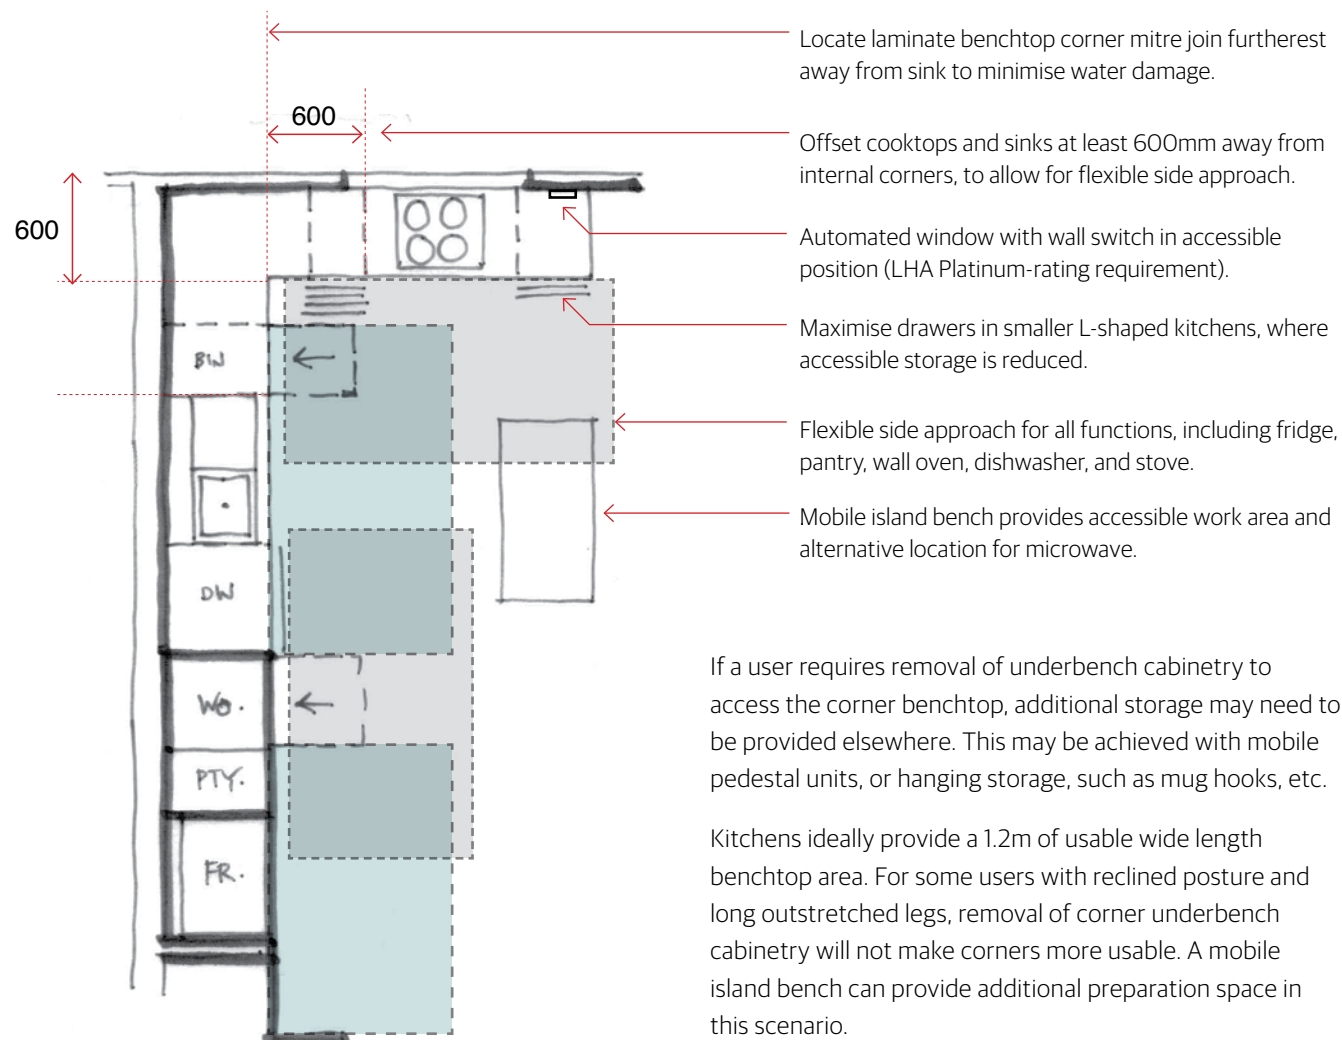 Locate laminate benchtop corner mitre join furtherest
away from sink to minimise water damage.
600
Offset cooktops and sinks at least 600mm away from
internal corners, to allow for flexible side approach.
600
Automated window with wall switch in accessible
position (LHA Platinum-rating requirement).
Maximise drawers in smaller L-shaped kitchens, where
accessible storage is reduced.
BIN
Flexible side approach for all functions, including fridge,
pantry, wall oven, dishwasher, and stove.
Mobile island bench provides accessible work area and
alternative location for microwave.
DW
WO.
PTY.
FR.
If a user requires removal of underbench cabinetry to
access the corner benchtop, additional storage may need to
be provided elsewhere. This may be achieved with mobile
pedestal units, or hanging storage, such as mug hooks, etc.
Kitchens ideally provide a 1.2m of usable wide length
benchtop area. For some users with reclined posture and
long outstretched legs, removal of corner underbench
cabinetry will not make corners more usable. A mobile
island bench can provide additional preparation space in
this scenario.